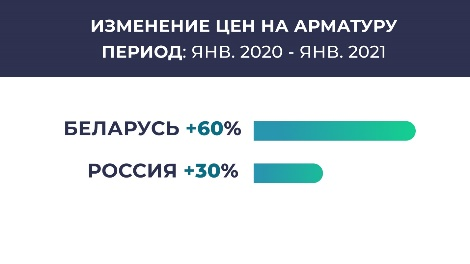 ИЗМЕНЕНИЕ ЦЕН НА АРМАТУРУ
ПЕРИОД: ЯНВ. 2020 - ЯНВ. 2021
БЕЛАРУСЬ +60%
РОССИЯ +30%